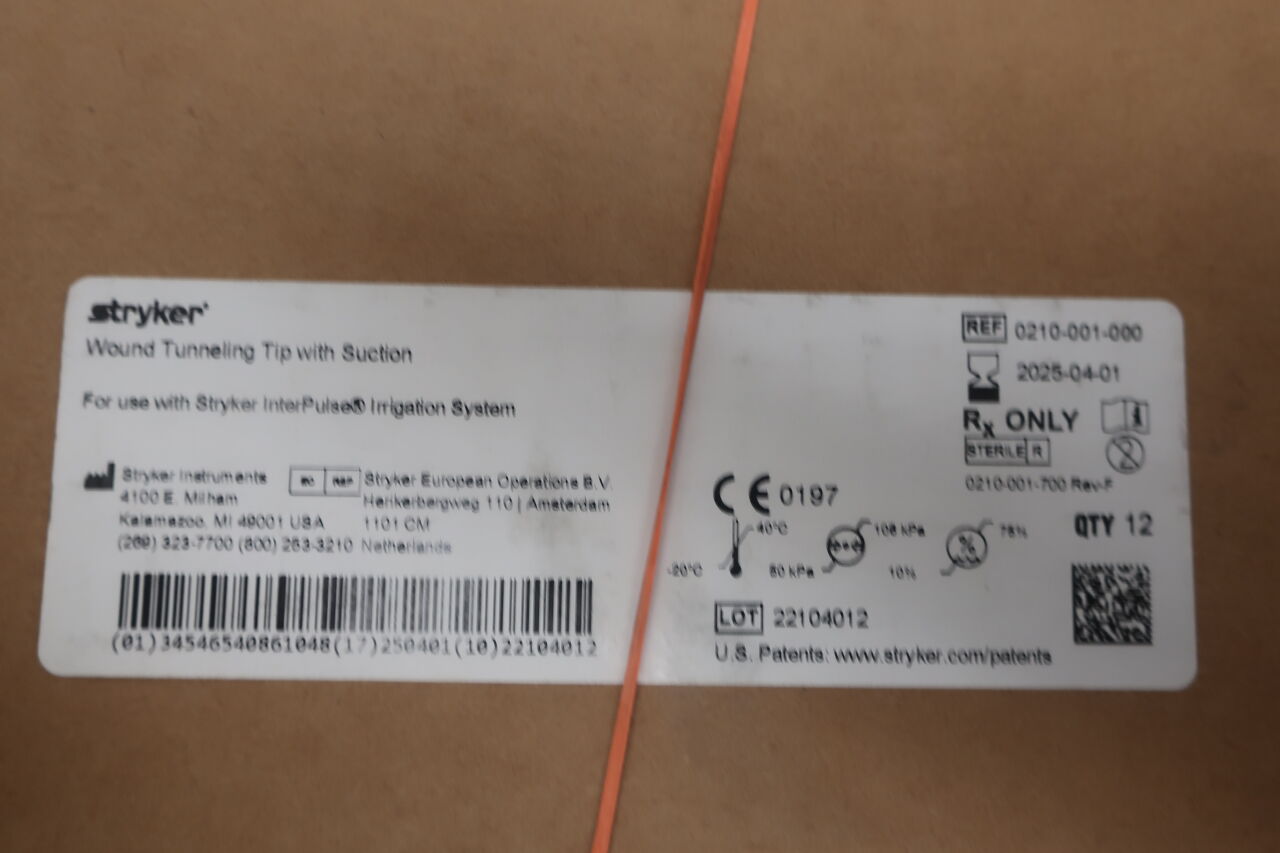 stryker
Wound Tunneling Tip with Suction
For use with Stryker InterPulse® Irrigation System
Stryker Instruments
4100 E. Milham
Kalamazoo, MI 49001 USA
(269) 323-7700 (800) 253-3210
EC REP
Stryker European Operations B.V.
Herikerbergweg 110 | Amsterdam
1101 CM
Netherlands
(01)34546540861048(17)250401(10)22104012
REF 0210-001-000
2025-04-01
Rx ONLY
STERILE R
0210-001-700 Rev-F
CE 0197
QTY 12
-20°C 40°C
50 kPa 106 kPa
10% 75%
LOT 22104012
U.S. Patents: www.stryker.com/patents